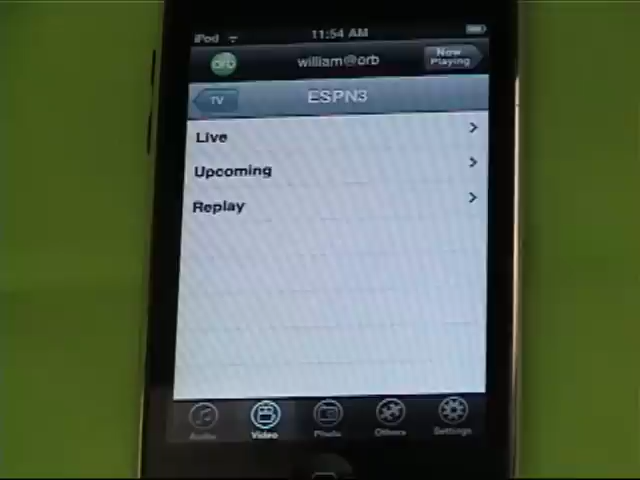 iPod 11:54 AM
orb william@orb Now Playing
TV ESPN3
Live
Upcoming
Replay
Audio Video Photo Others Settings